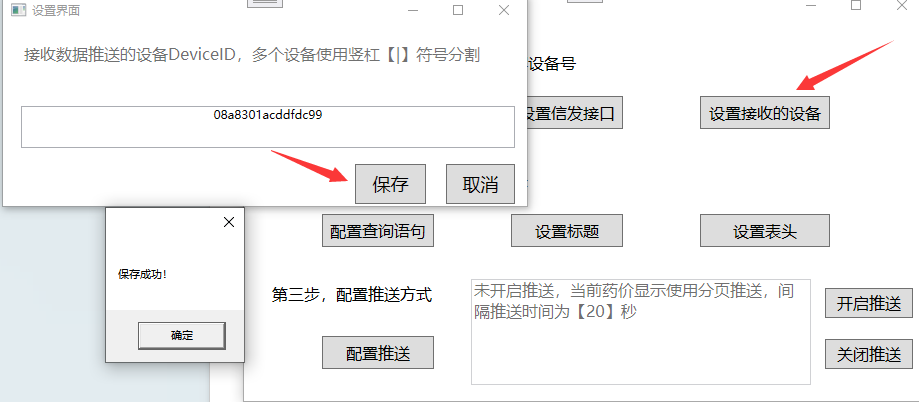 设置界面
接收数据推送的设备DeviceID，多个设备使用竖杠【|】符号分割
08a8301acddfdc99
保存
取消
设备号
设置信发接口
设置接收的设备
配置查询语句
设置标题
设置表头
保存成功！
确定
第三步，配置推送方式
未开启推送，当前药价显示使用分页推送，间
隔推送时间为【20】秒
开启推送
配置推送
关闭推送